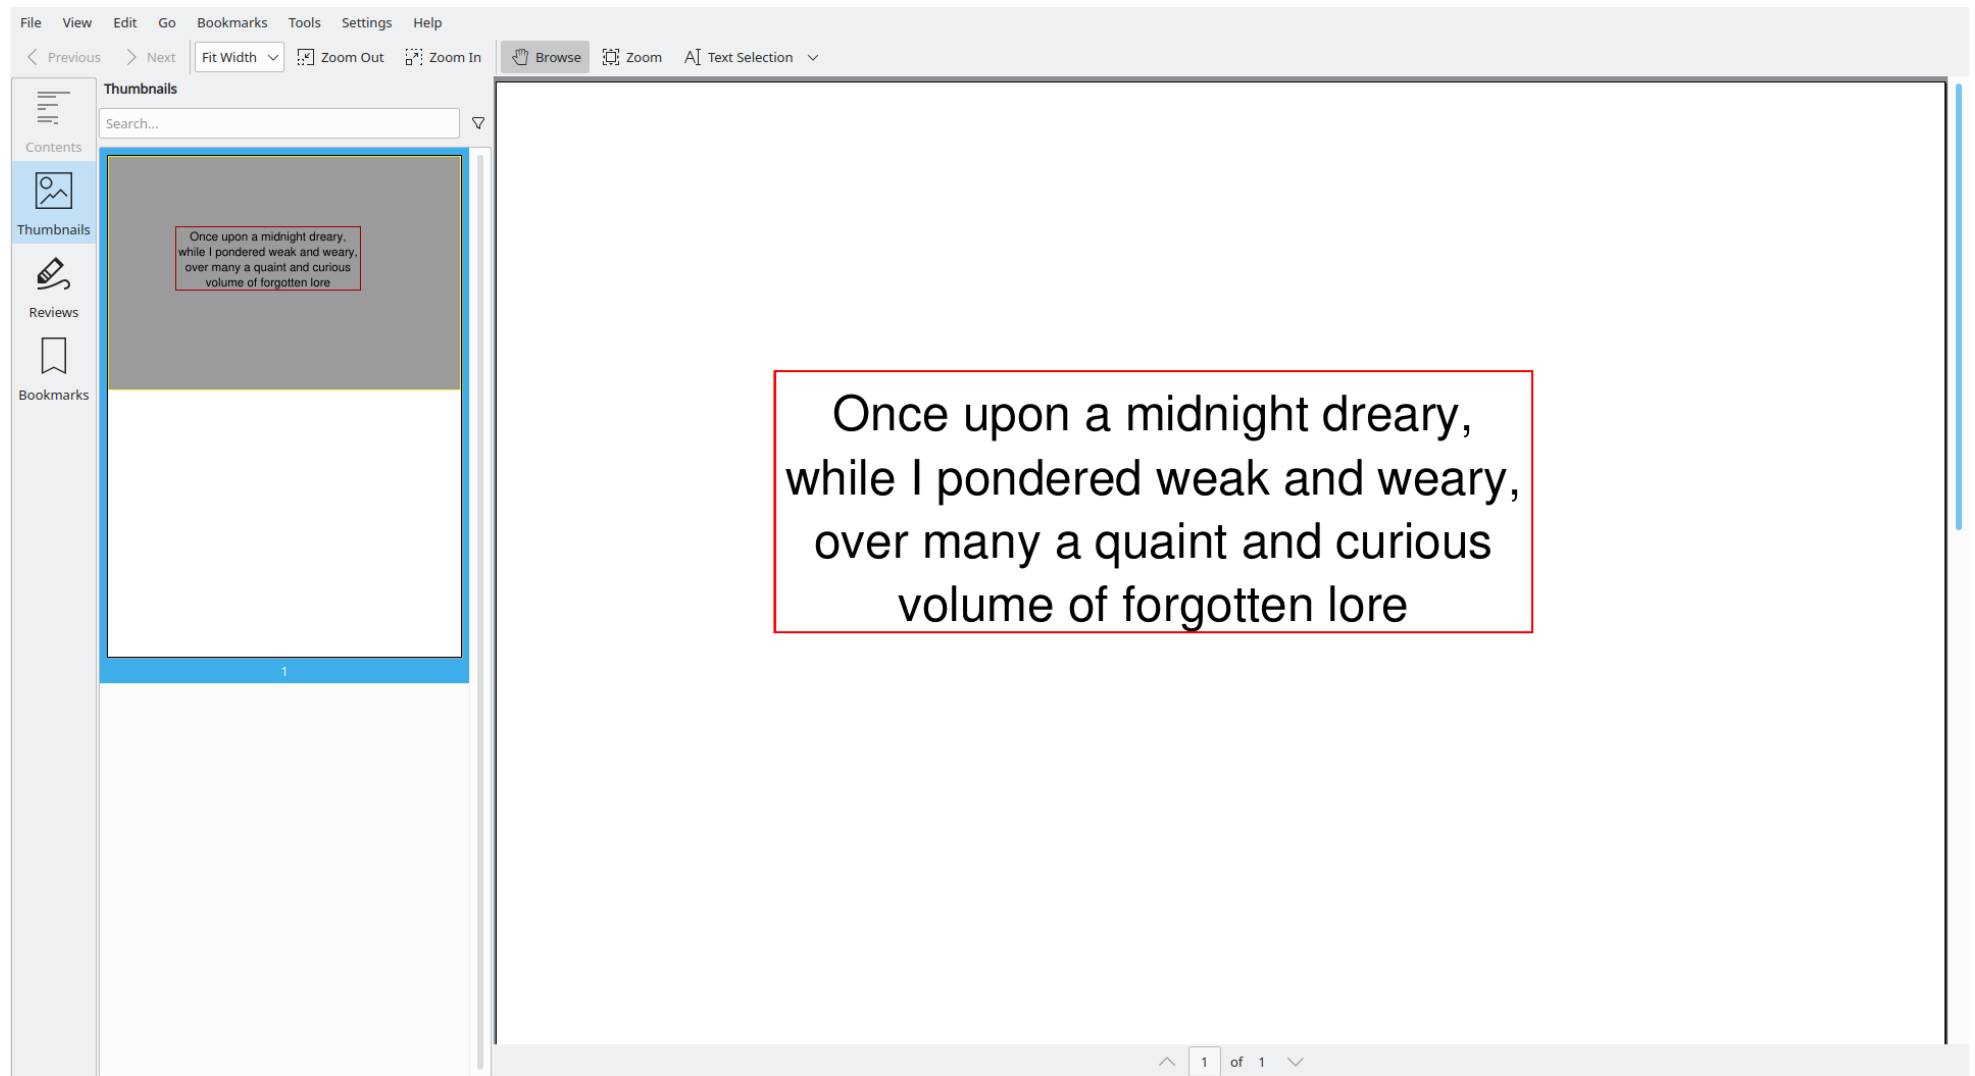 File View Edit Go Bookmarks Tools Settings Help
Previous Next Fit Width Zoom Out Zoom In Browse Zoom Text Selection
Contents
Thumbnails
Reviews
Bookmarks
Thumbnails
Search...
Once upon a midnight dreary,
while I pondered weak and weary,
over many a quaint and curious
volume of forgotten lore
1
Once upon a midnight dreary,
while I pondered weak and weary,
over many a quaint and curious
volume of forgotten lore
1 of 1